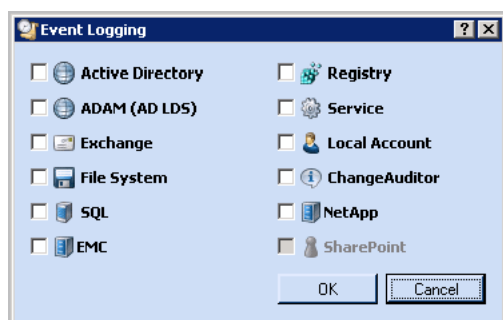 Event Logging
Active Directory
Registry
ADAM (AD LDS)
Service
Exchange
Local Account
File System
ChangeAuditor
SQL
NetApp
EMC
SharePoint
OK
Cancel